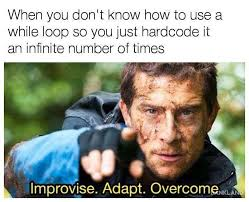 When you don't know how to use a
while loop so you just hardcode it
an infinite number of times
Improvise. Adapt. Overcome.